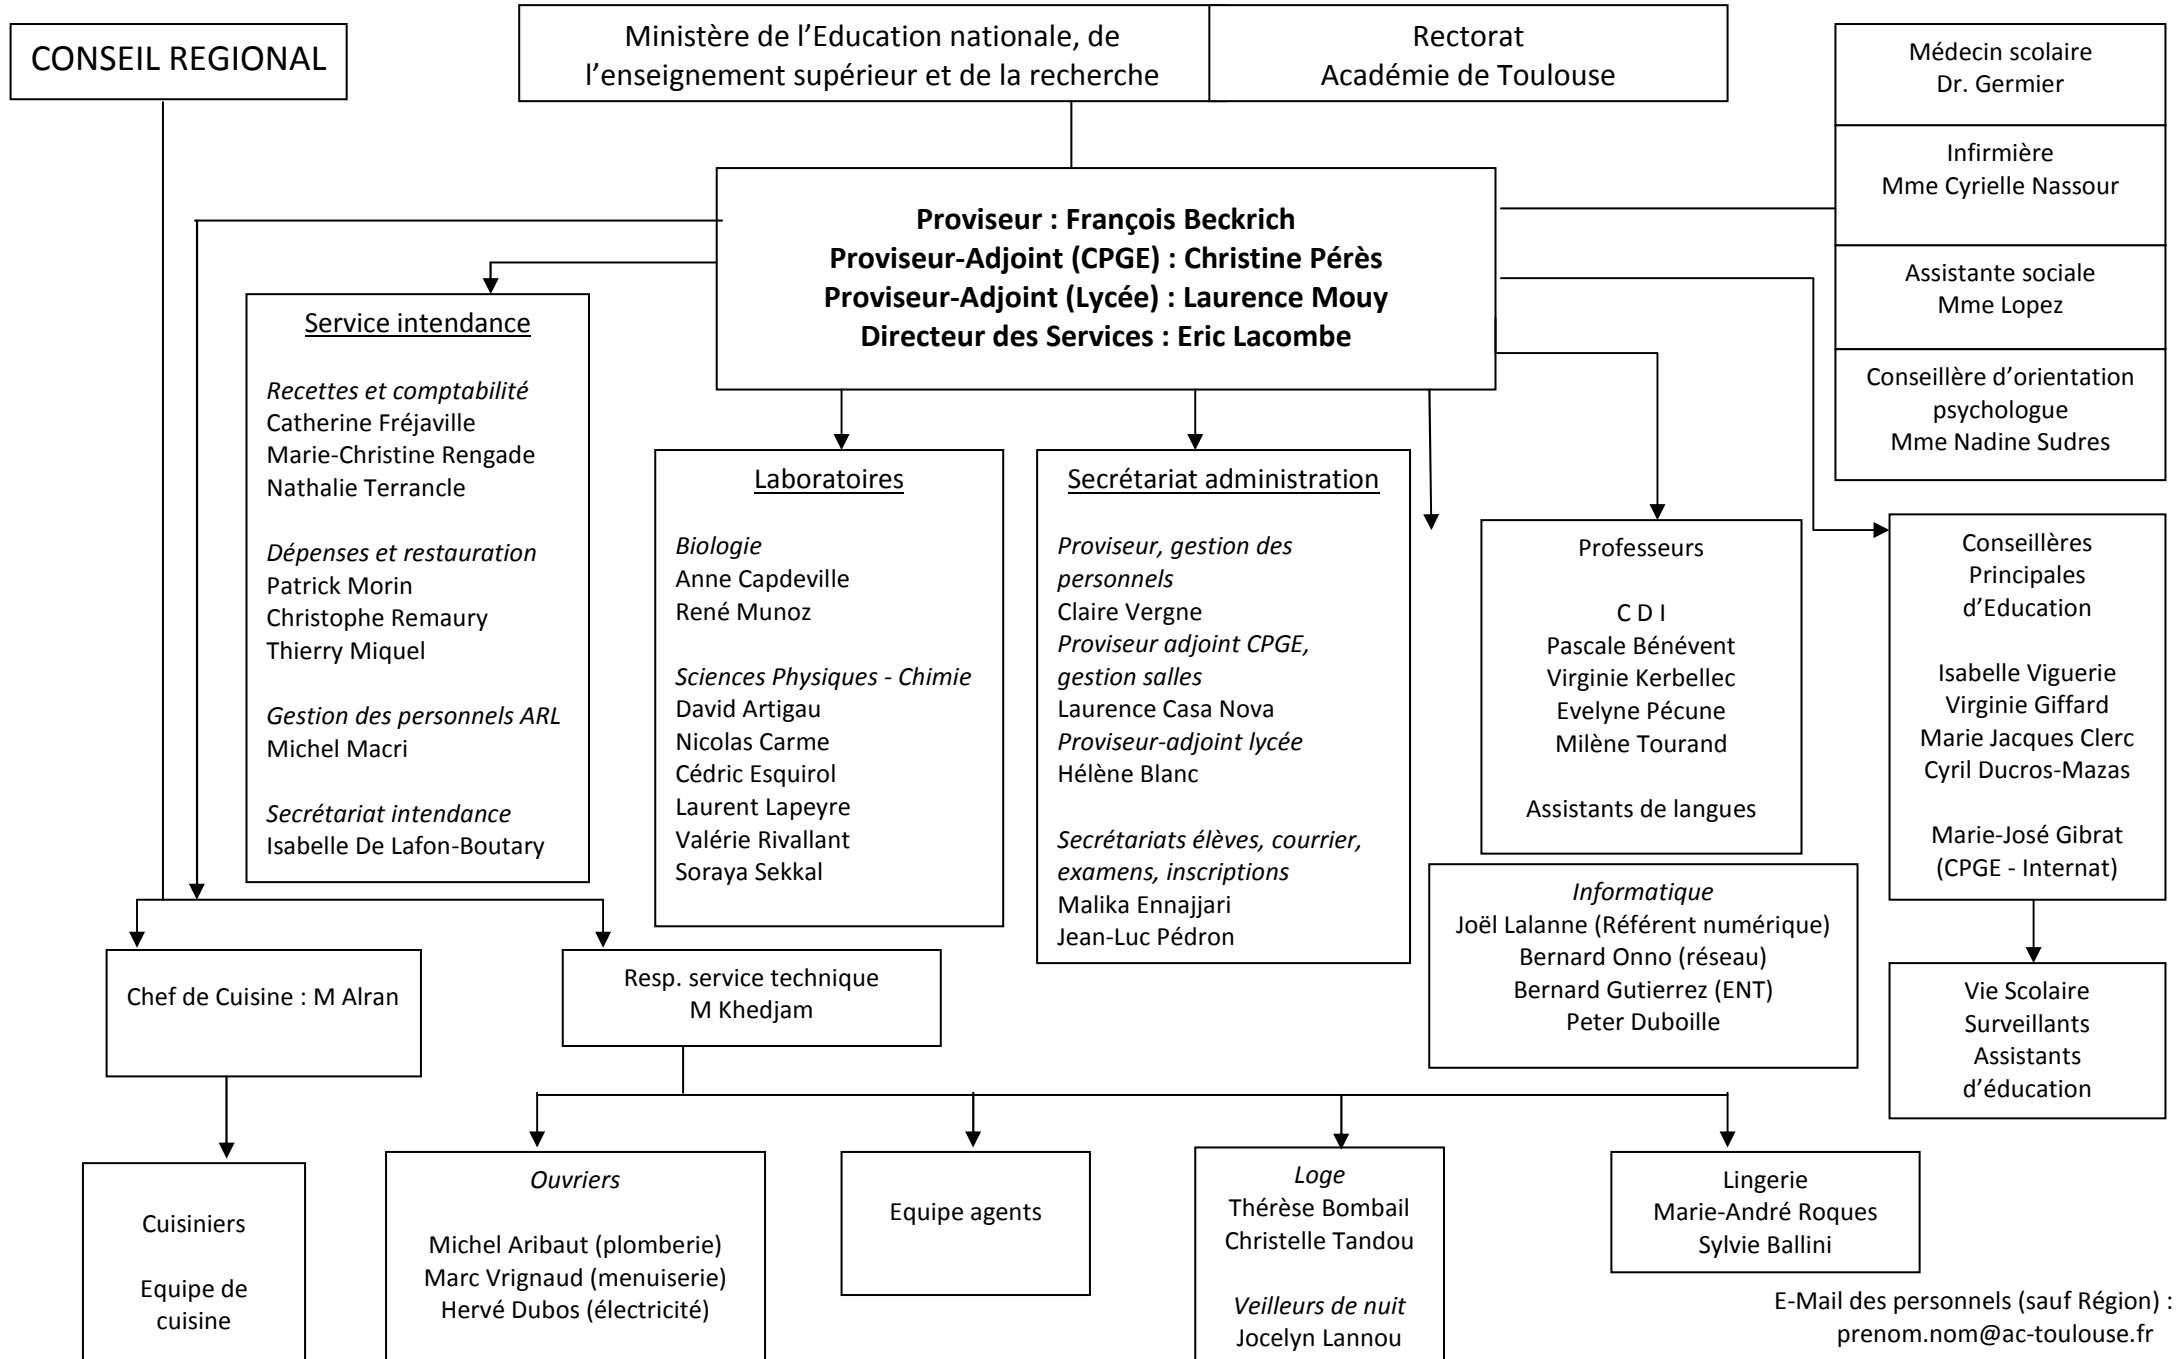 CONSEIL REGIONAL
Ministère de l’Education nationale, de
l’enseignement supérieur et de la recherche
Rectorat
Académie de Toulouse
Médecin scolaire
Dr. Germier
Infirmière
Mme Cyrielle Nassour
Assistante sociale
Mme Lopez
Conseillère d’orientation
psychologue
Mme Nadine Sudres
Proviseur : François Beckrich
Proviseur-Adjoint (CPGE) : Christine Pérès
Proviseur-Adjoint (Lycée) : Laurence Mouy
Directeur des Services : Eric Lacombe
Service intendance
Recettes et comptabilité
Catherine Fréjaville
Marie-Christine Rengade
Nathalie Terrancle
Dépenses et restauration
Patrick Morin
Christophe Remaury
Thierry Miquel
Gestion des personnels ARL
Michel Macri
Secrétariat intendance
Isabelle De Lafon-Boutary
Laboratoires
Biologie
Anne Capdeville
René Munoz
Sciences Physiques - Chimie
David Artigau
Nicolas Carme
Cédric Esquirol
Laurent Lapeyre
Valérie Rivallant
Soraya Sekkal
Secrétariat administration
Proviseur, gestion des
personnels
Claire Vergne
Proviseur adjoint CPGE,
gestion salles
Laurence Casa Nova
Proviseur-adjoint lycée
Hélène Blanc
Secrétariats élèves, courrier,
examens, inscriptions
Malika Ennajjari
Jean-Luc Pédron
Professeurs
C D I
Pascale Bénévent
Virginie Kerbellec
Evelyne Pécune
Milène Tourand
Assistants de langues
Conseillères
Principales
d’Education
Isabelle Viguerie
Virginie Giffard
Marie Jacques Clerc
Cyril Ducros-Mazas
Marie-José Gibrat
(CPGE - Internat)
Informatique
Joël Lalanne (Référent numérique)
Bernard Onno (réseau)
Bernard Gutierrez (ENT)
Peter Duboille
Vie Scolaire
Surveillants
Assistants
d’éducation
Chef de Cuisine : M Alran
Resp. service technique
M Khedjam
Cuisiniers
Equipe de
cuisine
Ouvriers
Michel Aribaut (plomberie)
Marc Vrignaud (menuiserie)
Hervé Dubos (électricité)
Equipe agents
Loge
Thérèse Bombail
Christelle Tandou
Veilleurs de nuit
Jocelyn Lannou
Lingerie
Marie-André Roques
Sylvie Ballini
E-Mail des personnels (sauf Région) :
prenom.nom@ac-toulouse.fr